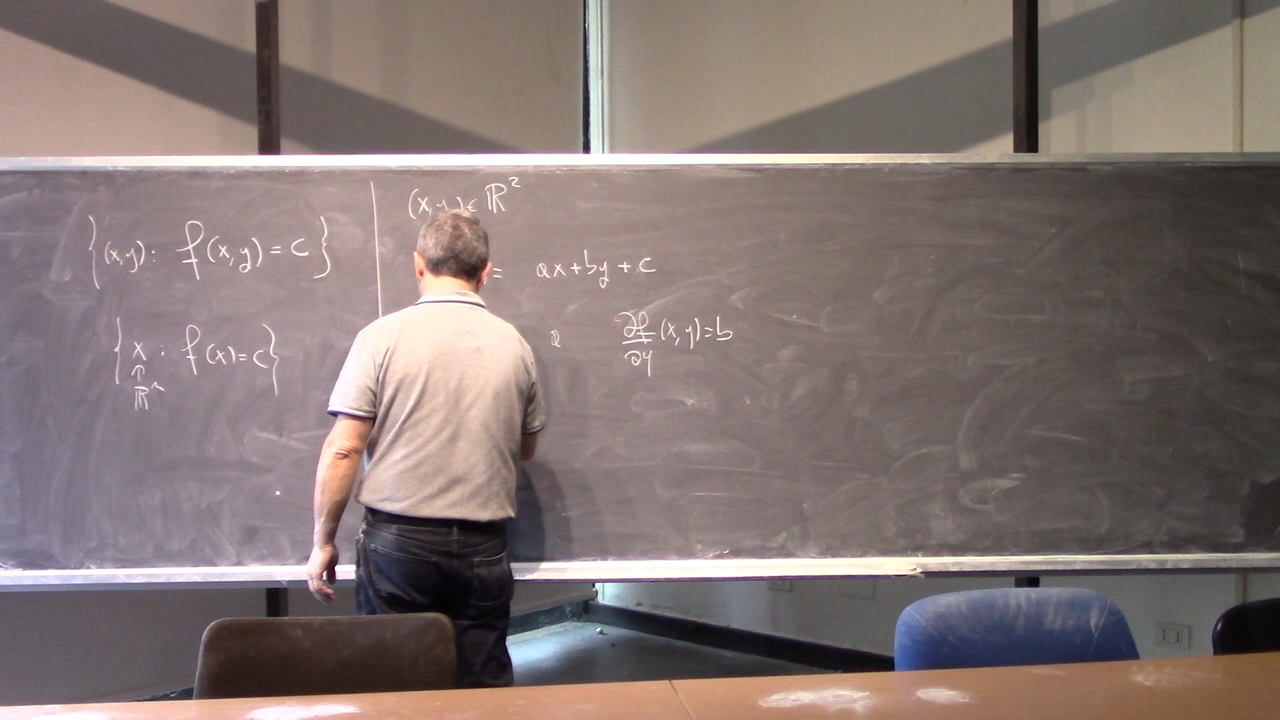 {(x,y) : f(x,y) = c}
{x : f(x) = c}
↑
ℝⁿ
(x,y) ∈ ℝ²
= ax+by+c
a ∂f/∂y (x,y)=b